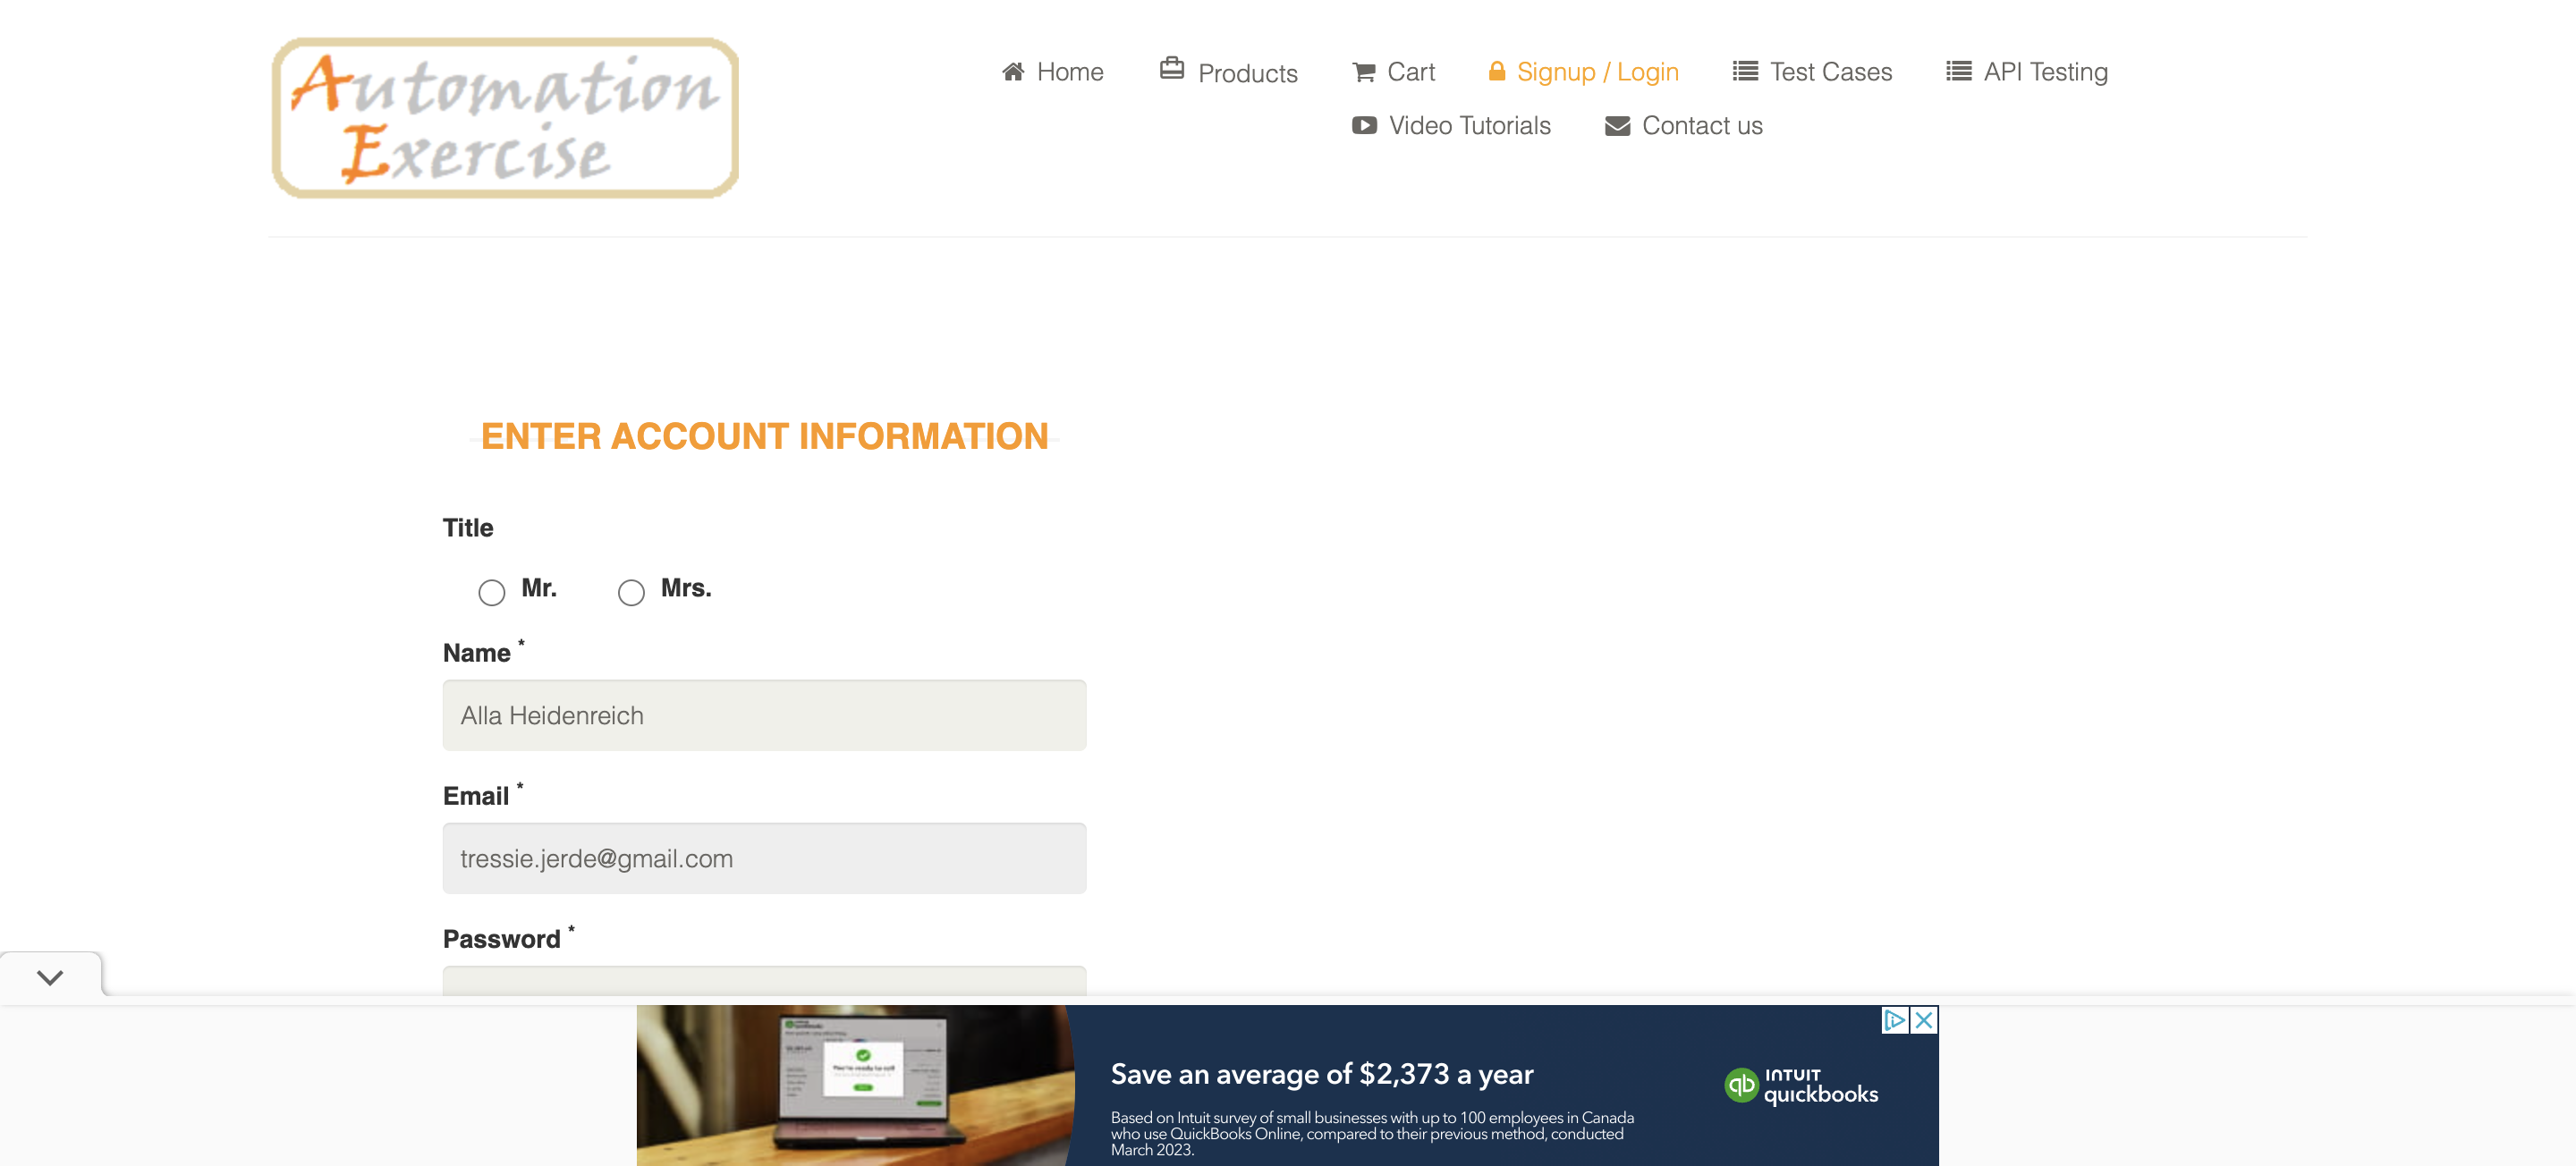 Automation
Exercise
Home
Products
Cart
Signup / Login
Test Cases
API Testing
Video Tutorials
Contact us
ENTER ACCOUNT INFORMATION
Title
Mr.
Mrs.
Name *
Alla Heidenreich
Email *
tressie.jerde@gmail.com
Password *
Save an average of $2,373 a year
Based on Intuit survey of small businesses with up to 100 employees in Canada
who use QuickBooks Online, compared to their previous method, conducted
March 2023.
qb INTUIT
quickbooks